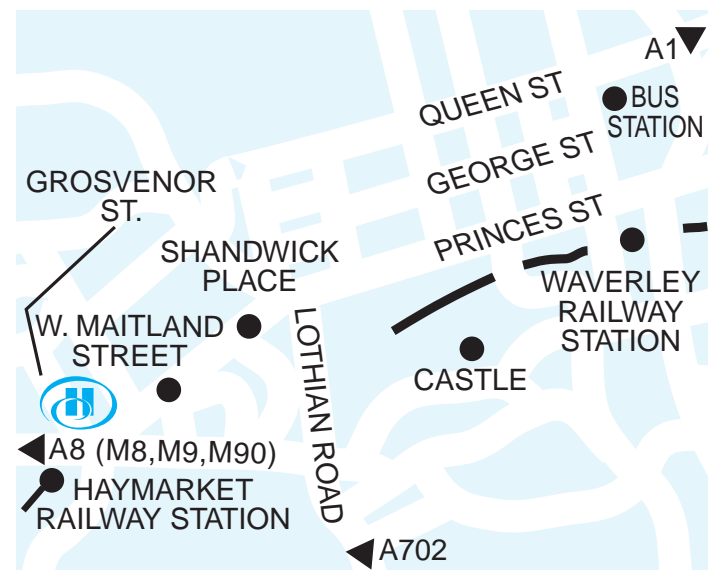 A1
QUEEN ST
BUS
STATION
GEORGE ST
GROSVENOR
ST.
PRINCES ST
SHANDWICK
PLACE
WAVERLEY
RAILWAY
STATION
W. MAITLAND
STREET
LOTHIAN ROAD
CASTLE
H
A8 (M8,M9,M90)
HAYMARKET
RAILWAY STATION
A702